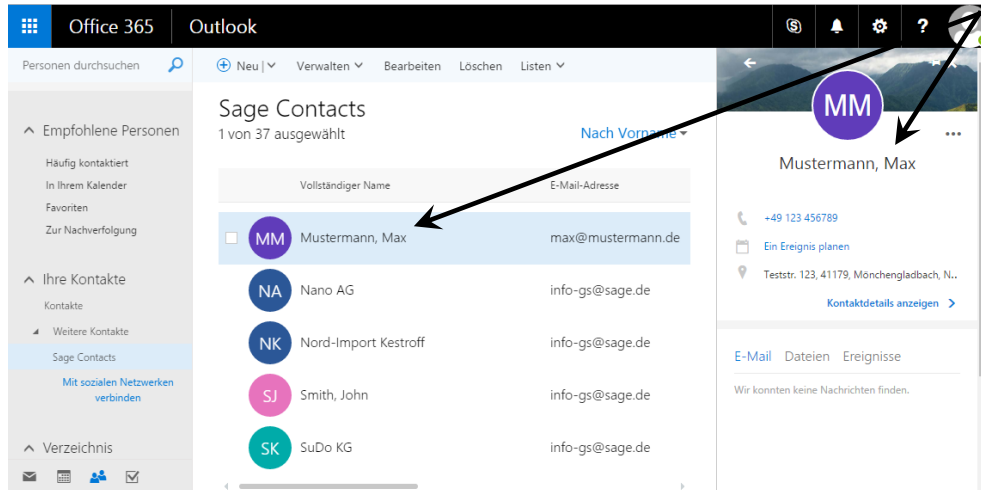 Office 365
Outlook
?
Personen durchsuchen
Neu
Verwalten
Bearbeiten
Löschen
Listen
Empfohlene Personen
Häufig kontaktiert
In Ihrem Kalender
Favoriten
Zur Nachverfolgung
Ihre Kontakte
Kontakte
Weitere Kontakte
Sage Contacts
Mit sozialen Netzwerken
verbinden
Verzeichnis
Sage Contacts
1 von 37 ausgewählt
Nach Vorname
Vollständiger Name
E-Mail-Adresse
MM Mustermann, Max max@mustermann.de
NA Nano AG info-gs@sage.de
NK Nord-Import Kestroff info-gs@sage.de
SJ Smith, John info-gs@sage.de
SK SuDo KG info-gs@sage.de
MM
Mustermann, Max
+49 123 456789
Ein Ereignis planen
Teststr. 123, 41179, Mönchengladbach, N..
Kontaktdetails anzeigen
E-Mail Dateien Ereignisse
Wir konnten keine Nachrichten finden.